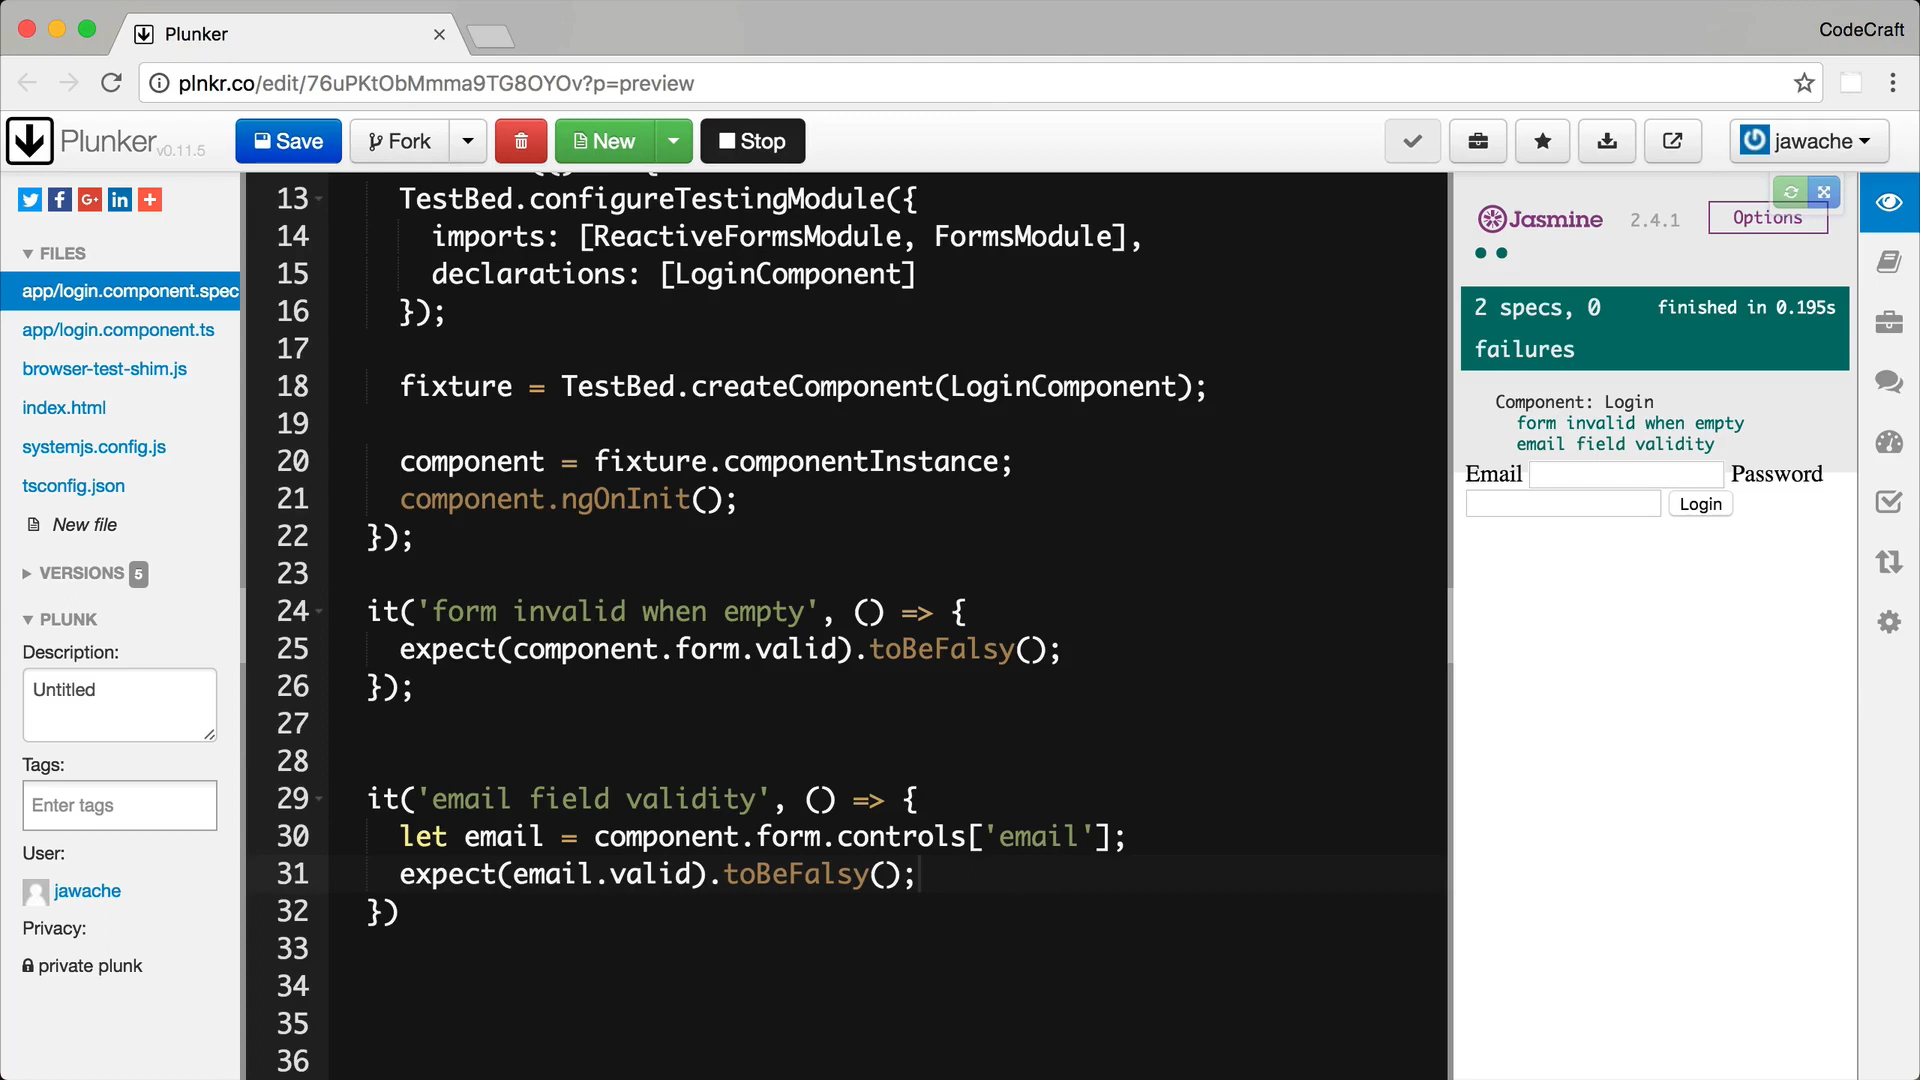 Plunker
CodeCraft
plnkr.co/edit/76uPKtObMmma9TG8OYOv?p=preview
Plunker v0.11.5
Save
Fork
New
Stop
jawache
FILES
app/login.component.spec
app/login.component.ts
browser-test-shim.js
index.html
systemjs.config.js
tsconfig.json
New file
VERSIONS 5
PLUNK
Description:
Untitled
Tags:
Enter tags
User:
jawache
Privacy:
private plunk
13 TestBed.configureTestingModule({
14 imports: [ReactiveFormsModule, FormsModule],
15 declarations: [LoginComponent]
16 });
17
18 fixture = TestBed.createComponent(LoginComponent);
19
20 component = fixture.componentInstance;
21 component.ngOnInit();
22 });
23
24 it('form invalid when empty', () => {
25 expect(component.form.valid).toBeFalsy();
26 });
27
28
29 it('email field validity', () => {
30 let email = component.form.controls['email'];
31 expect(email.valid).toBeFalsy();
32 })
33
34
35
36
Jasmine 2.4.1 Options
2 specs, 0 failures
finished in 0.195s
Component: Login
form invalid when empty
email field validity
Email Password
Login